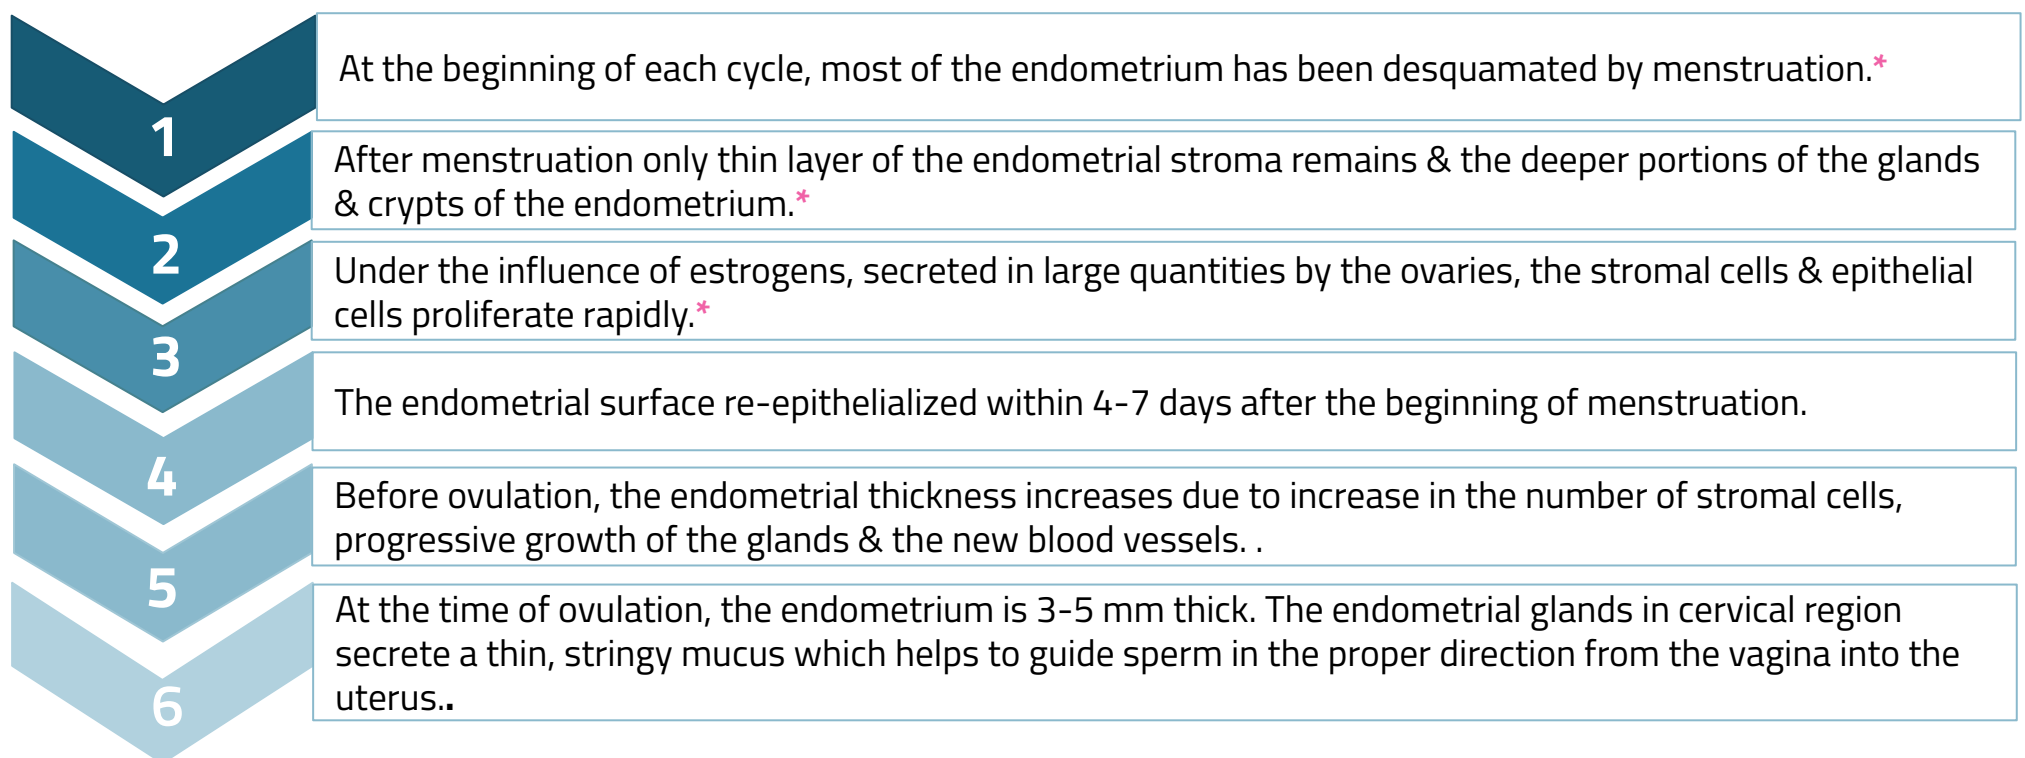 1
At the beginning of each cycle, most of the endometrium has been desquamated by menstruation.*
2
After menstruation only thin layer of the endometrial stroma remains & the deeper portions of the glands
& crypts of the endometrium.*
3
Under the influence of estrogens, secreted in large quantities by the ovaries, the stromal cells & epithelial
cells proliferate rapidly.*
4
The endometrial surface re-epithelialized within 4-7 days after the beginning of menstruation.
5
Before ovulation, the endometrial thickness increases due to increase in the number of stromal cells,
progressive growth of the glands & the new blood vessels. .
6
At the time of ovulation, the endometrium is 3-5 mm thick. The endometrial glands in cervical region
secrete a thin, stringy mucus which helps to guide sperm in the proper direction from the vagina into the
uterus..